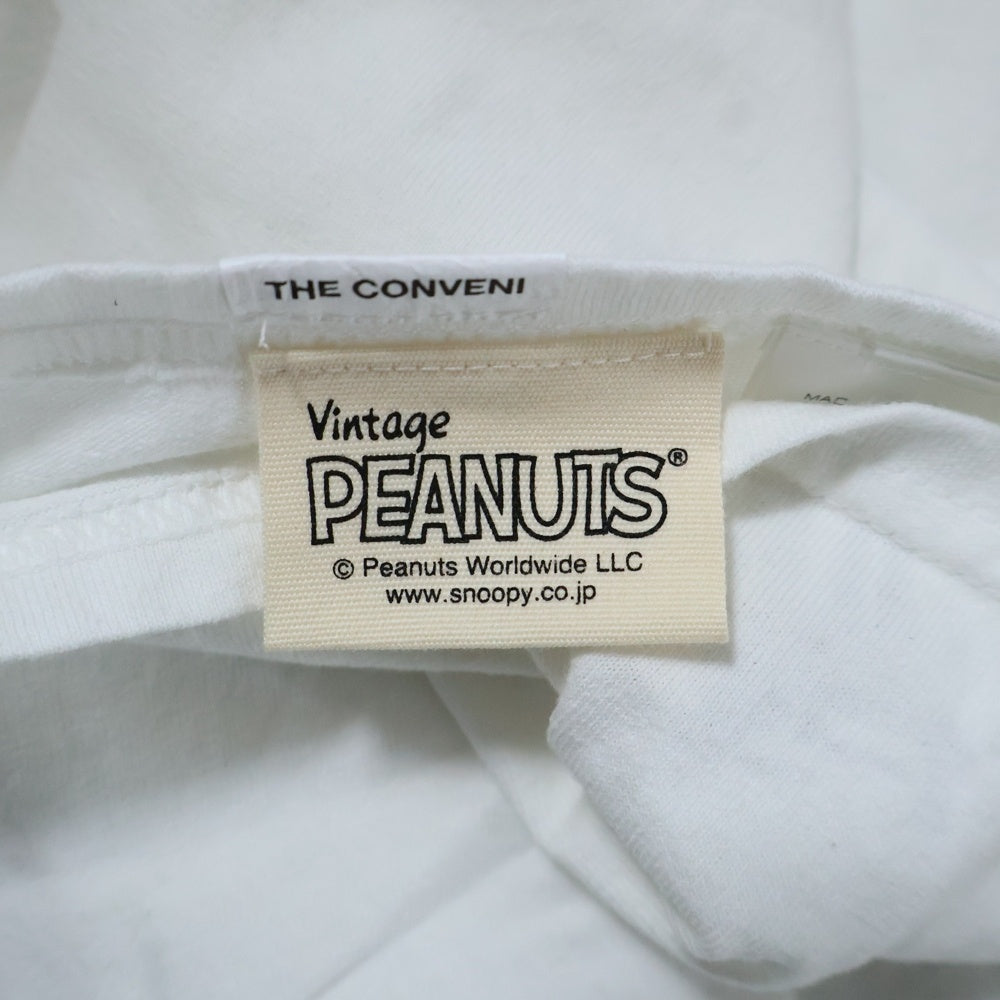 THE CONVENI
Vintage
PEANUTS®
© Peanuts Worldwide LLC
www.snoopy.co.jp